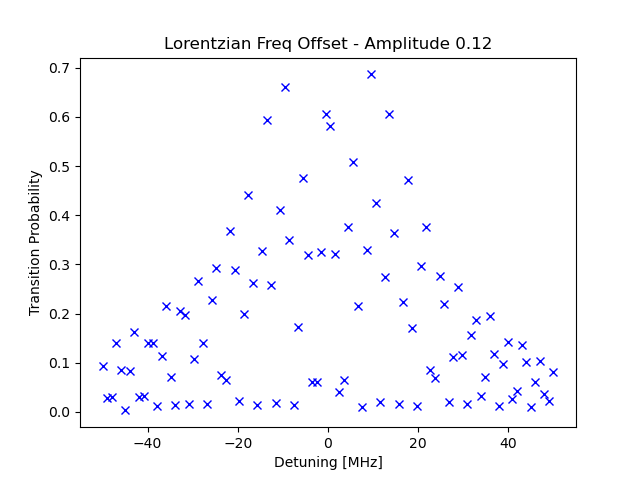 Lorentzian Freq Offset - Amplitude 0.12
0.7
0.6
0.5
0.4
0.3
0.2
0.1
0.0
Transition Probability
−40 −20 0 20 40
Detuning [MHz]